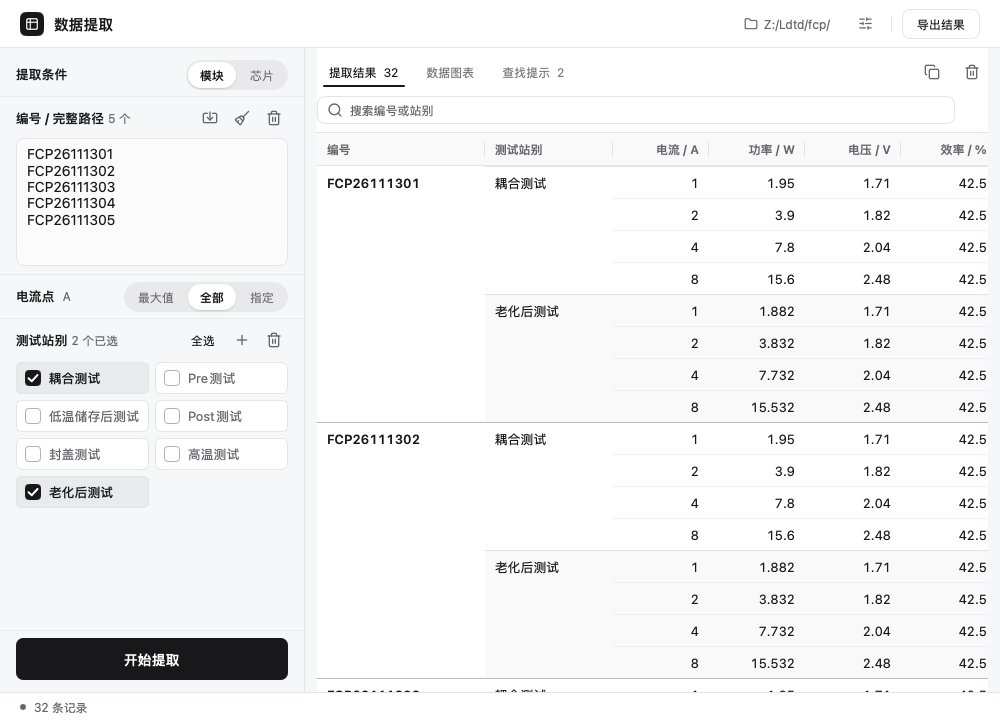 数据提取
Z:/Ldtd/fcp/
导出结果
提取条件
模块
芯片
编号 / 完整路径 5 个
FCP26111301
FCP26111302
FCP26111303
FCP26111304
FCP26111305
电流点 A
最大值
全部
指定
测试站别 2 个已选
全选
耦合测试
Pre测试
低温储存后测试
Post测试
封盖测试
高温测试
老化后测试
开始提取
提取结果 32
数据图表
查找提示 2
搜索编号或站别
编号 测试站别 电流 / A 功率 / W 电压 / V 效率 / %
FCP26111301 耦合测试 1 1.95 1.71 42.5
2 3.9 1.82 42.5
4 7.8 2.04 42.5
8 15.6 2.48 42.5
老化后测试 1 1.882 1.71 42.5
2 3.832 1.82 42.5
4 7.732 2.04 42.5
8 15.532 2.48 42.5
FCP26111302 耦合测试 1 1.95 1.71 42.5
2 3.9 1.82 42.5
4 7.8 2.04 42.5
8 15.6 2.48 42.5
老化后测试 1 1.882 1.71 42.5
2 3.832 1.82 42.5
4 7.732 2.04 42.5
8 15.532 2.48 42.5
32 条记录